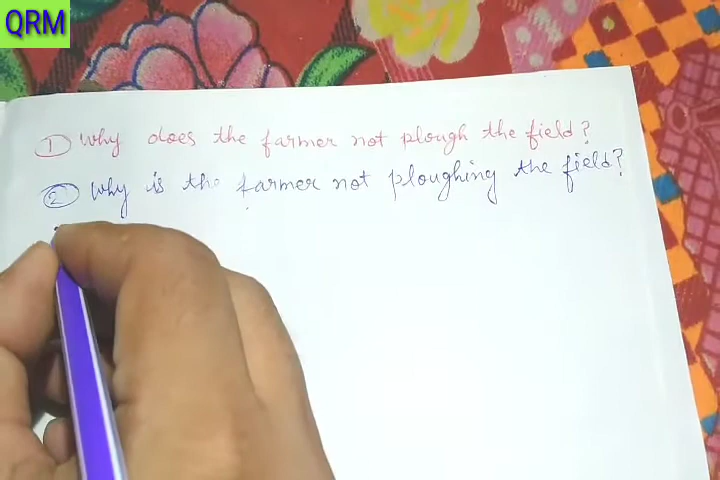 QRM
① Why does the farmer not plough the field?
② Why is the farmer not ploughing the field?